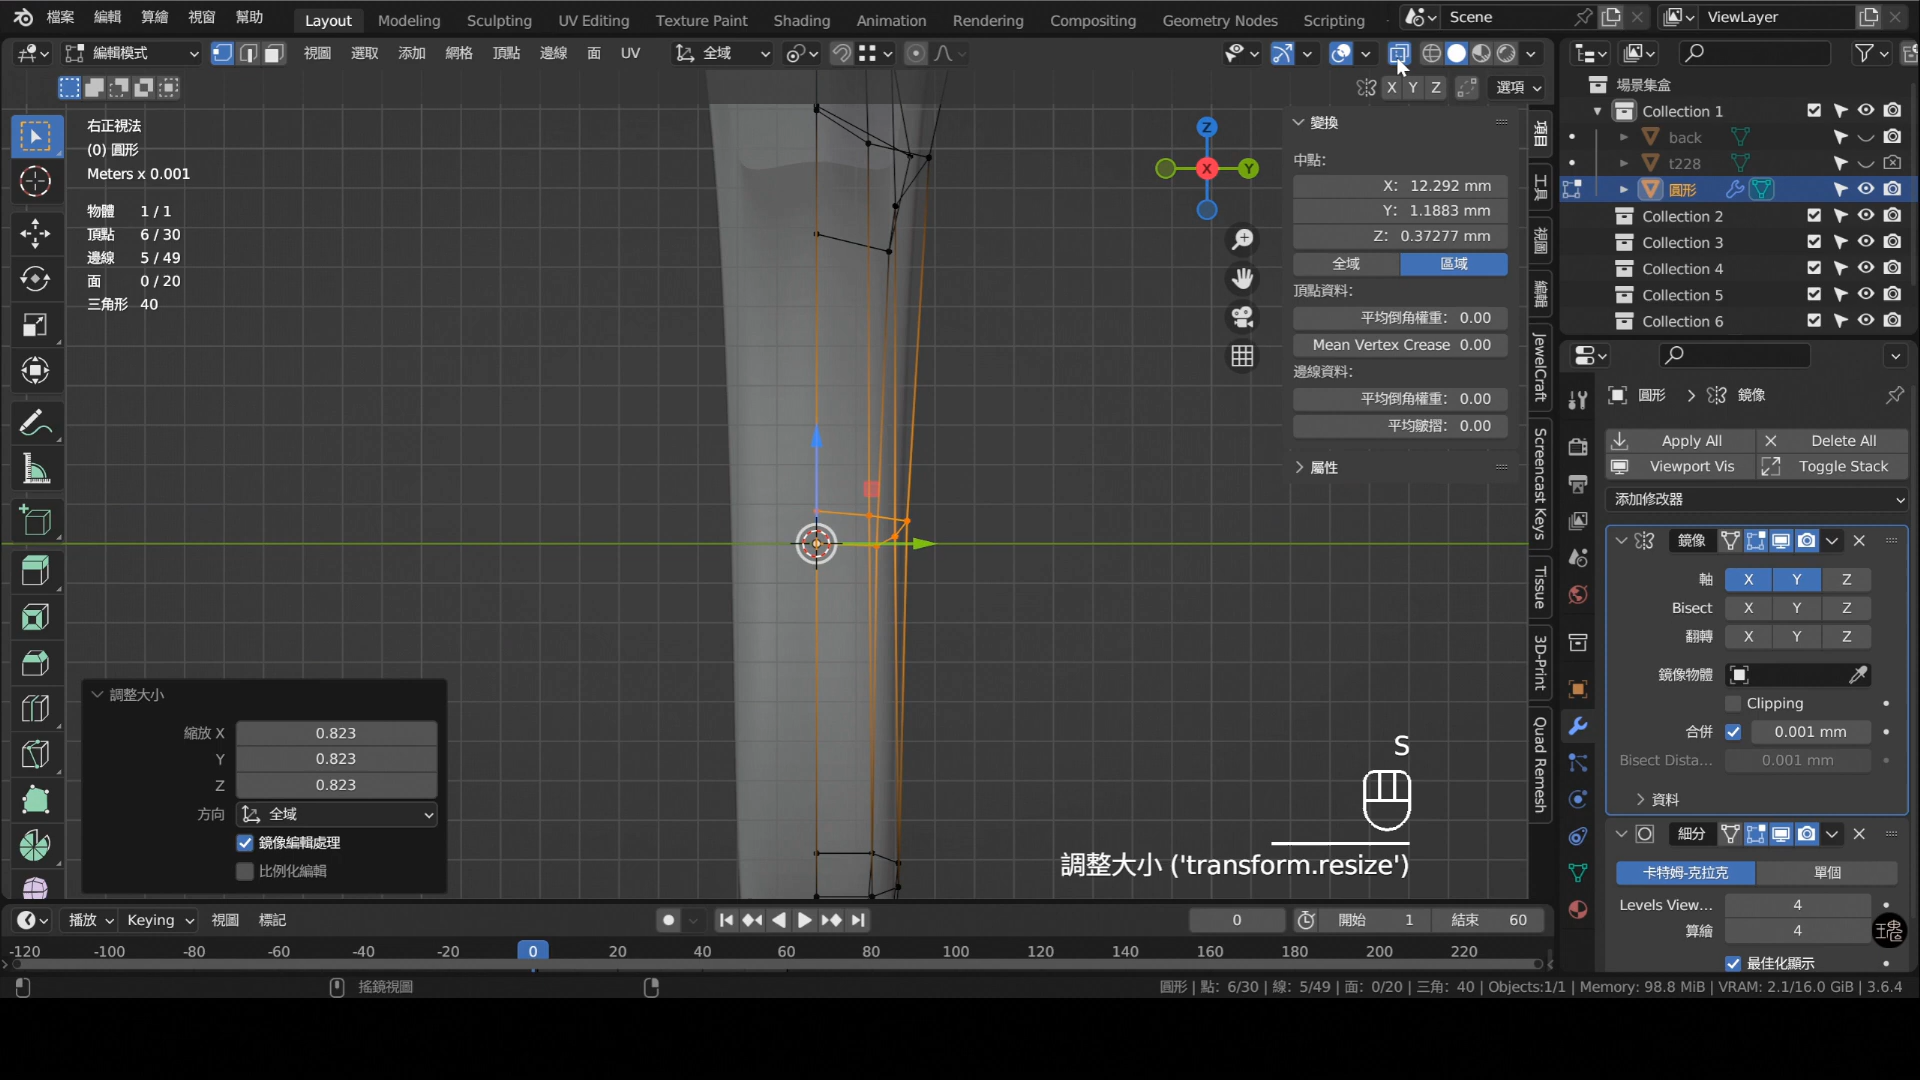 檔案 編輯 算繪 視窗 幫助 Layout Modeling Sculpting UV Editing Texture Paint Shading Animation Rendering Compositing Geometry Nodes Scripting Scene ViewLayer
編輯模式 視圖 選取 添加 網格 頂點 邊線 面 UV 全域
X Y Z 選項
右正視法
(0) 圓形
Meters x 0.001
物體 1 / 1
頂點 6 / 30
邊線 5 / 49
面 0 / 20
三角形 40
Z
X Y
變換
中點:
X: 12.292 mm
Y: 1.1883 mm
Z: 0.37277 mm
全域 區域
頂點資料:
平均倒角權重: 0.00
Mean Vertex Crease 0.00
邊線資料:
平均倒角權重: 0.00
平均皺摺: 0.00
屬性
項目
工具
視圖
編輯
JewelCraft
Screencast Keys
Tissue
3D-Print
Quad Remesh
場景集盒
Collection 1
back
t228
圓形
Collection 2
Collection 3
Collection 4
Collection 5
Collection 6
圓形 > 鏡像
Apply All Delete All
Viewport Vis Toggle Stack
添加修改器
鏡像
軸 X Y Z
Bisect X Y Z
翻轉 X Y Z
鏡像物體
Clipping
合併 0.001 mm
Bisect Dista... 0.001 mm
資料
細分
卡特姆-克拉克 單個
Levels View... 4
算繪 4
最佳化顯示
調整大小
縮放 X 0.823
Y 0.823
Z 0.823
方向 全域
鏡像編輯處理
比例化編輯
S
調整大小 ('transform.resize')
播放 Keying 視圖 標記 0 開始 1 結束 60
-120 -100 -80 -60 -40 -20 0 20 40 60 80 100 120 140 160 180 200 220
搖鏡視圖 圓形 | 點: 6/30 | 線: 5/49 | 面: 0/20 | 三角: 40 | Objects:1/1 | Memory: 98.8 MiB | VRAM: 2.1/16.0 GiB | 3.6.4